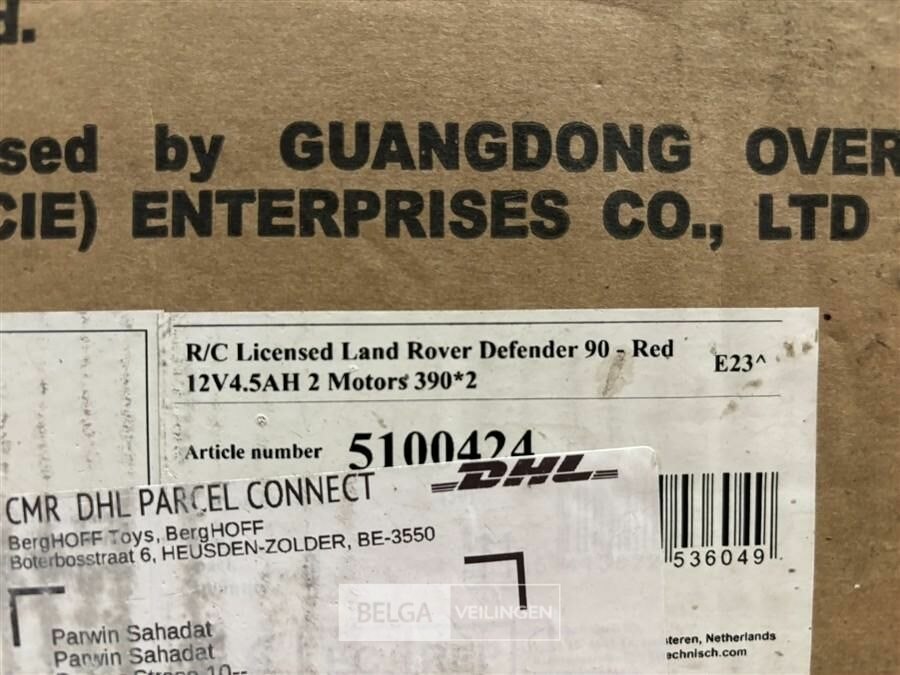 d.
sed by GUANGDONG OVER
CIE) ENTERPRISES CO., LTD
R/C Licensed Land Rover Defender 90 - Red
12V4.5AH 2 Motors 390*2
E23^
Article number 5100424
DHL
CMR DHL PARCEL CONNECT
BergHOFF Toys, BergHOFF
Boterbosstraat 6, HEUSDEN-ZOLDER, BE-3550
536049
BELGA VEILINGEN
Parwin Sahadat
Parwin Sahadat
steren, Netherlands
echnisch.com